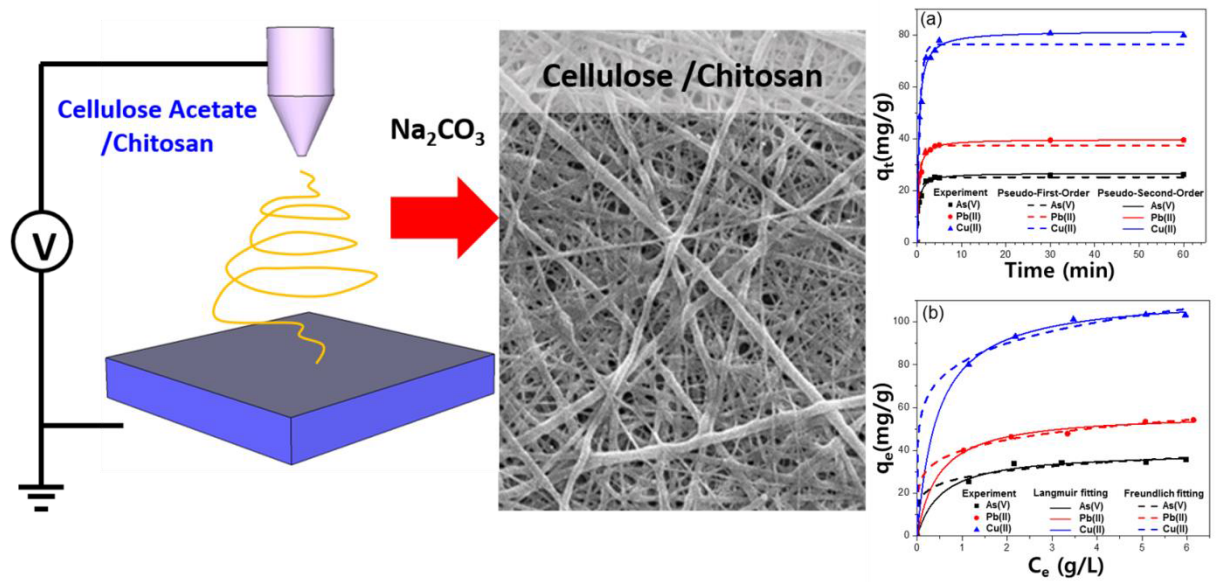 Cellulose Acetate
/Chitosan
V
Na₂CO₃
Cellulose /Chitosan
(a)
qt(mg/g)
80
60
40
20
0
Experiment Pseudo-First-Order Pseudo-Second-Order
As(V) As(V) As(V)
Pb(II) Pb(II) Pb(II)
Cu(II) Cu(II) Cu(II)
0 10 20 30 40 50 60
Time (min)
(b)
qe(mg/g)
100
80
60
40
20
0
Experiment Langmuir fitting Freundlich fitting
As(V) As(V) As(V)
Pb(II) Pb(II) Pb(II)
Cu(II) Cu(II) Cu(II)
0 1 2 3 4 5 6
Ce (g/L)